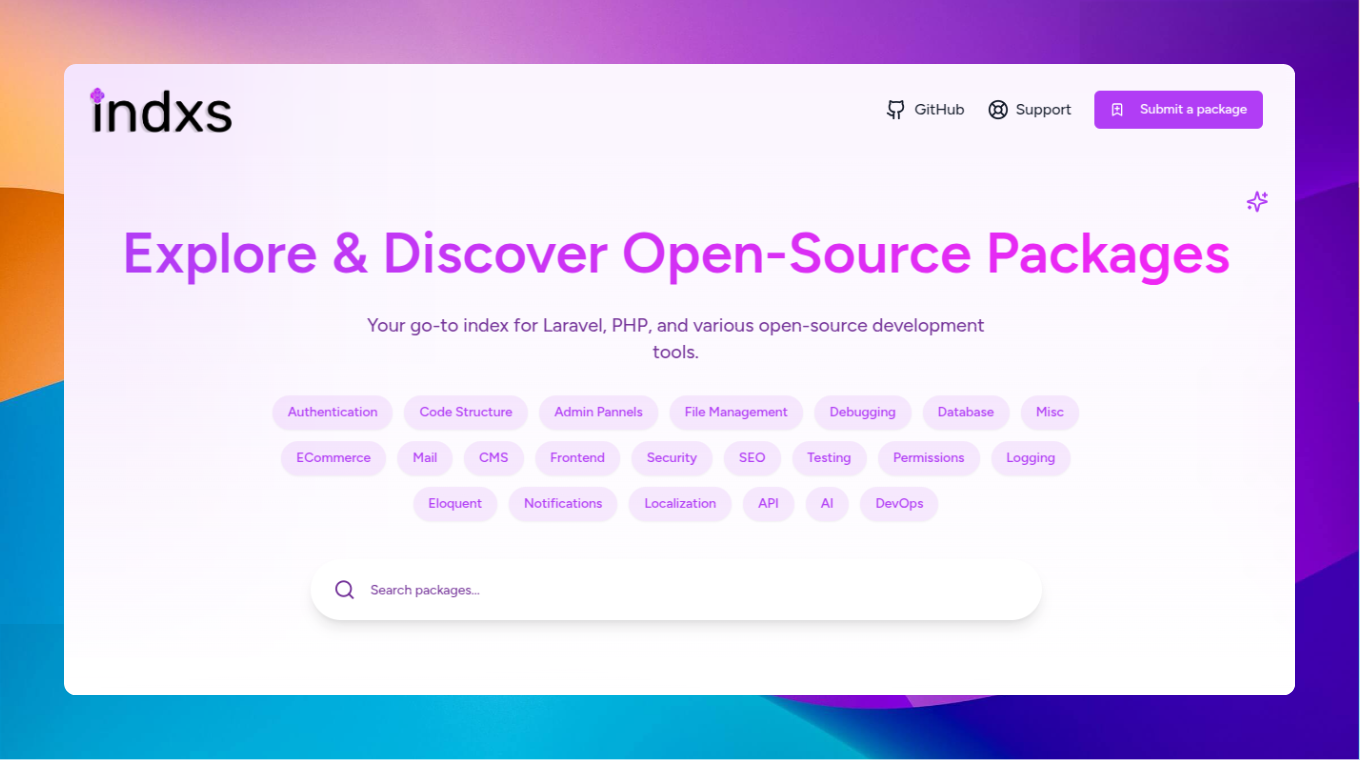 indxs
GitHub
Support
Submit a package
Explore & Discover Open-Source Packages
Your go-to index for Laravel, PHP, and various open-source development
tools.
Authentication Code Structure Admin Pannels File Management Debugging Database Misc
ECommerce Mail CMS Frontend Security SEO Testing Permissions Logging
Eloquent Notifications Localization API AI DevOps
Search packages...